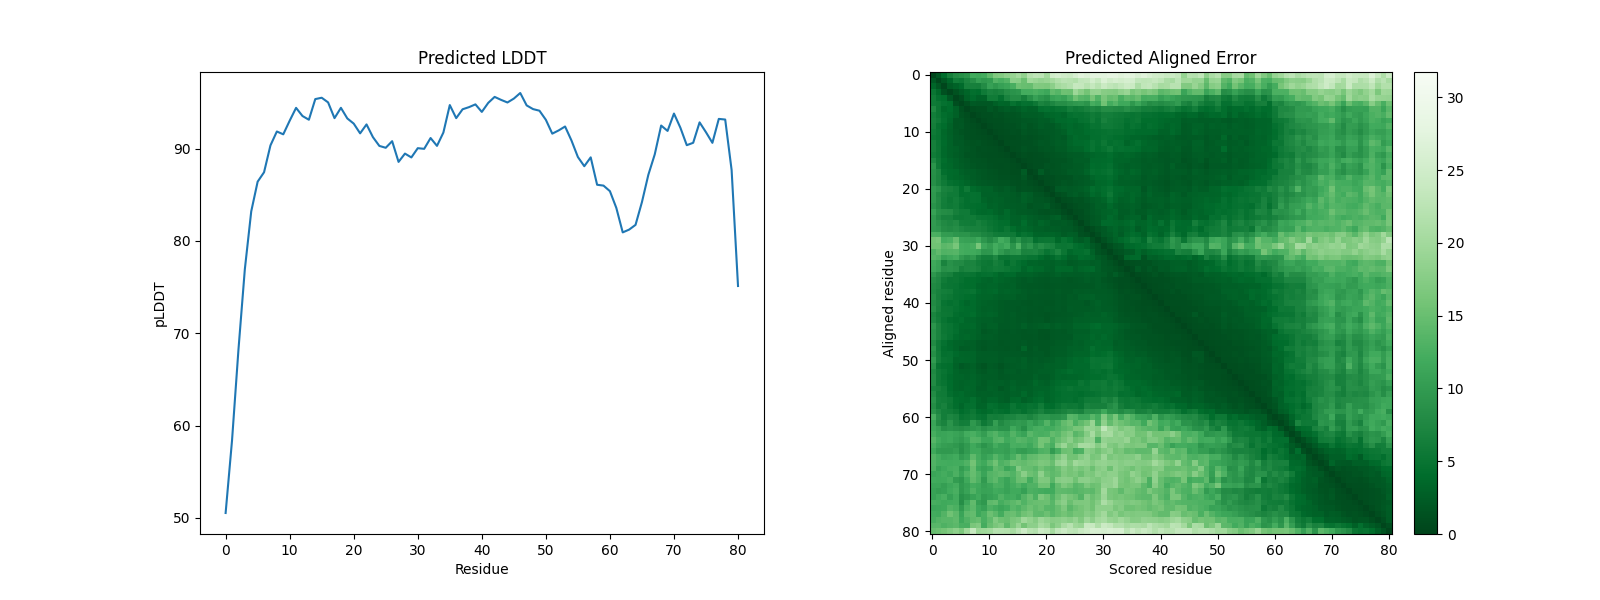 Predicted LDDT
pLDDT
90
80
70
60
50
0 10 20 30 40 50 60 70 80
Residue
Predicted Aligned Error
Aligned residue
0
10
20
30
40
50
60
70
80
0 10 20 30 40 50 60 70 80
Scored residue
30
25
20
15
10
5
0